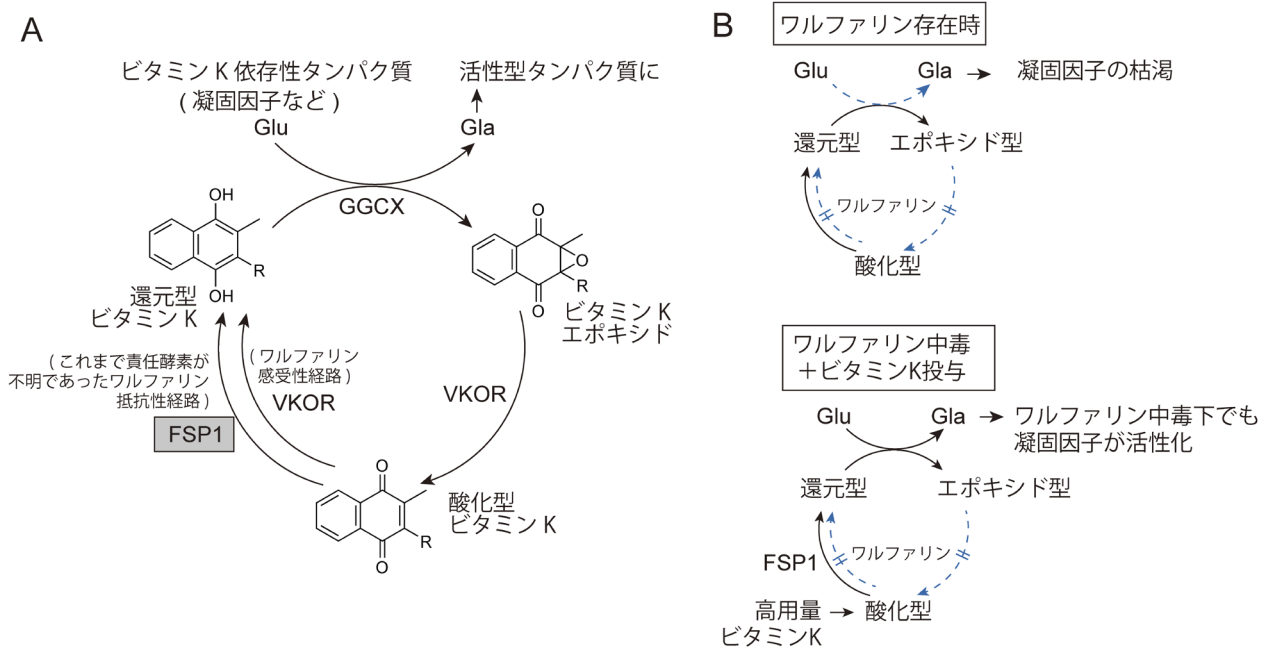 A
ビタミン K 依存性タンパク質
( 凝固因子など )
Glu
活性型タンパク質に
Gla
GGCX
OH
R
OH
還元型
ビタミン K
O
O
R
O
ビタミン K
エポキシド
( これまで責任酵素が
不明であったワルファリン
抵抗性経路 )
FSP1
( ワルファリン
感受性経路 )
VKOR
VKOR
O
R
O
酸化型
ビタミン K
B
ワルファリン存在時
Glu
Gla
凝固因子の枯渇
還元型
エポキシド型
ワルファリン
酸化型
ワルファリン中毒
＋ビタミンK投与
Glu
Gla
ワルファリン中毒下でも
凝固因子が活性化
還元型
エポキシド型
FSP1
ワルファリン
高用量
ビタミンK
酸化型